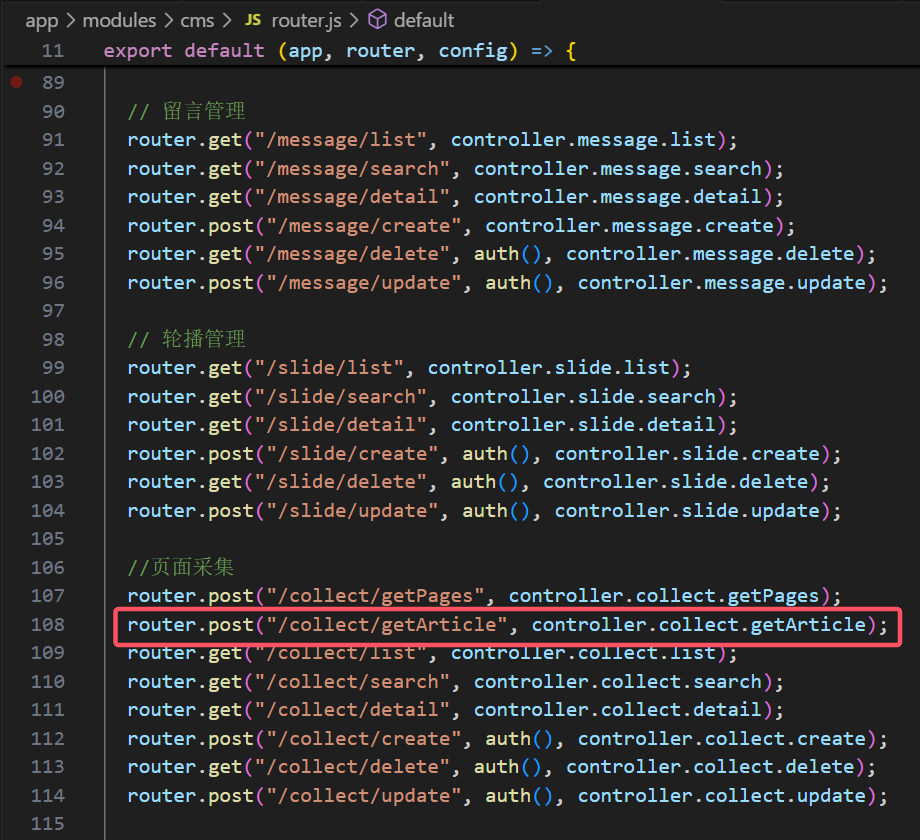 app > modules > cms > JS router.js > default
11 export default (app, router, config) => {
89
90 // 留言管理
91 router.get("/message/list", controller.message.list);
92 router.get("/message/search", controller.message.search);
93 router.get("/message/detail", controller.message.detail);
94 router.post("/message/create", controller.message.create);
95 router.get("/message/delete", auth(), controller.message.delete);
96 router.post("/message/update", auth(), controller.message.update);
97
98 // 轮播管理
99 router.get("/slide/list", controller.slide.list);
100 router.get("/slide/search", controller.slide.search);
101 router.get("/slide/detail", controller.slide.detail);
102 router.post("/slide/create", auth(), controller.slide.create);
103 router.get("/slide/delete", auth(), controller.slide.delete);
104 router.post("/slide/update", auth(), controller.slide.update);
105
106 //页面采集
107 router.post("/collect/getPages", controller.collect.getPages);
108 router.post("/collect/getArticle", controller.collect.getArticle);
109 router.get("/collect/list", controller.collect.list);
110 router.get("/collect/search", controller.collect.search);
111 router.get("/collect/detail", controller.collect.detail);
112 router.post("/collect/create", auth(), controller.collect.create);
113 router.get("/collect/delete", auth(), controller.collect.delete);
114 router.post("/collect/update", auth(), controller.collect.update);
115